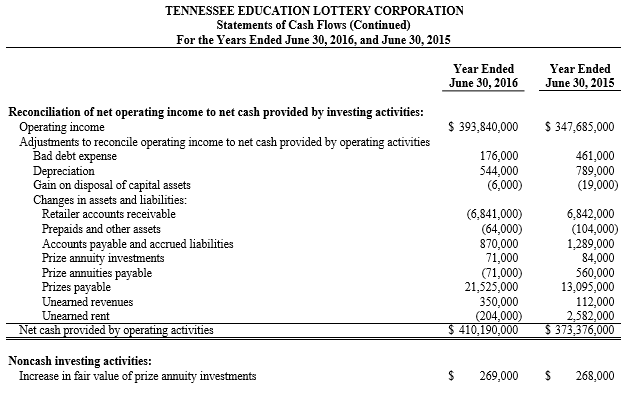 TENNESSEE EDUCATION LOTTERY CORPORATION
Statements of Cash Flows (Continued)
For the Years Ended June 30, 2016, and June 30, 2015
Year Ended Year Ended
June 30, 2016 June 30, 2015
Reconciliation of net operating income to net cash provided by investing activities:
Operating income $ 393,840,000 $ 347,685,000
Adjustments to reconcile operating income to net cash provided by operating activities
Bad debt expense 176,000 461,000
Depreciation 544,000 789,000
Gain on disposal of capital assets (6,000) (19,000)
Changes in assets and liabilities:
Retailer accounts receivable (6,841,000) 6,842,000
Prepaids and other assets (64,000) (104,000)
Accounts payable and accrued liabilities 870,000 1,289,000
Prize annuity investments 71,000 84,000
Prize annuities payable (71,000) 560,000
Prizes payable 21,525,000 13,095,000
Unearned revenues 350,000 112,000
Unearned rent (204,000) 2,582,000
Net cash provided by operating activities $ 410,190,000 $ 373,376,000
Noncash investing activities:
Increase in fair value of prize annuity investments $ 269,000 $ 268,000